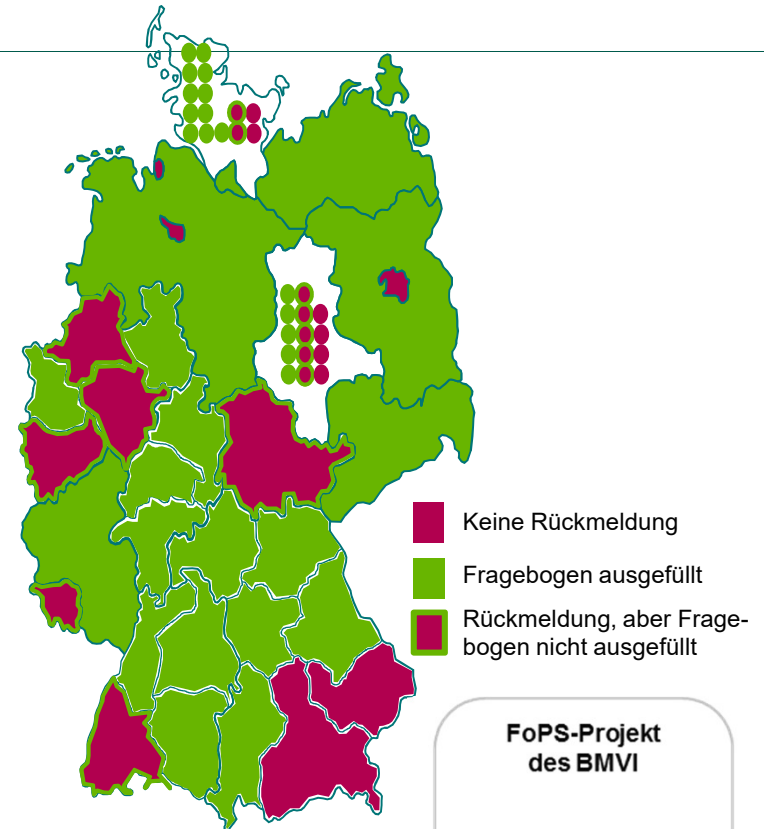 Keine Rückmeldung
Fragebogen ausgefüllt
Rückmeldung, aber Frage-
bogen nicht ausgefüllt
FoPS-Projekt
des BMVI